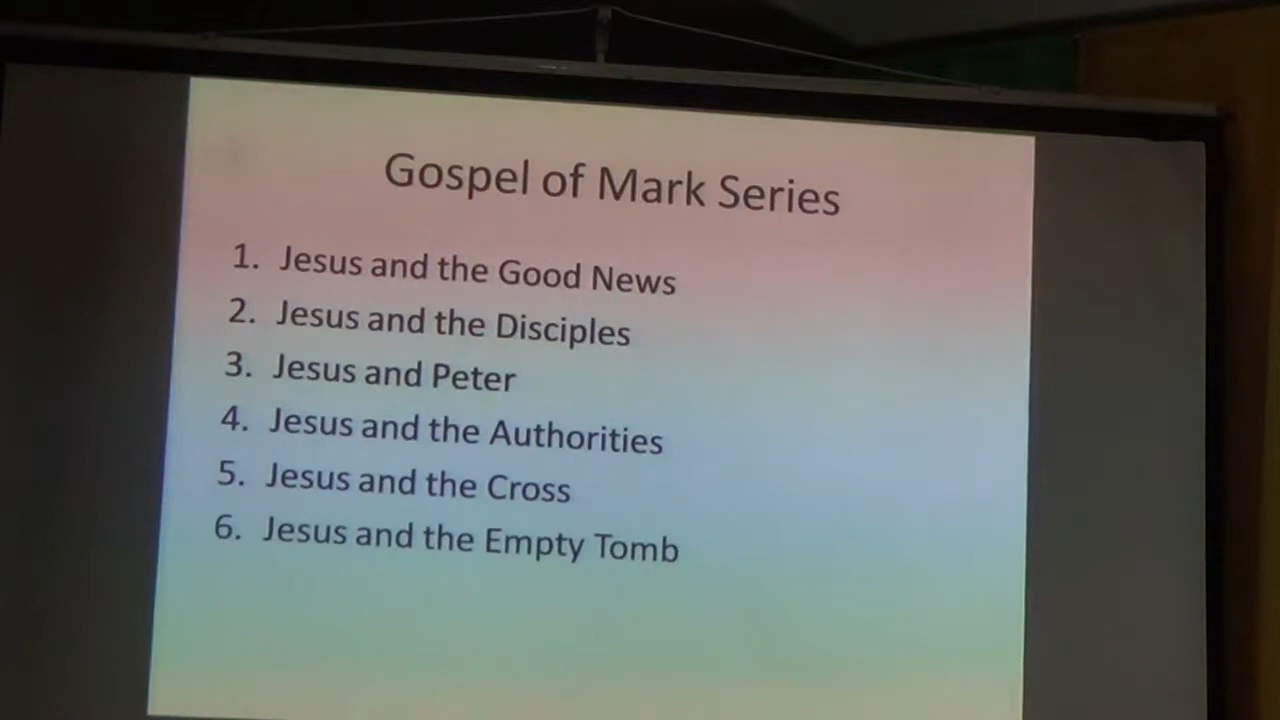 Gospel of Mark Series
1. Jesus and the Good News
2. Jesus and the Disciples
3. Jesus and Peter
4. Jesus and the Authorities
5. Jesus and the Cross
6. Jesus and the Empty Tomb